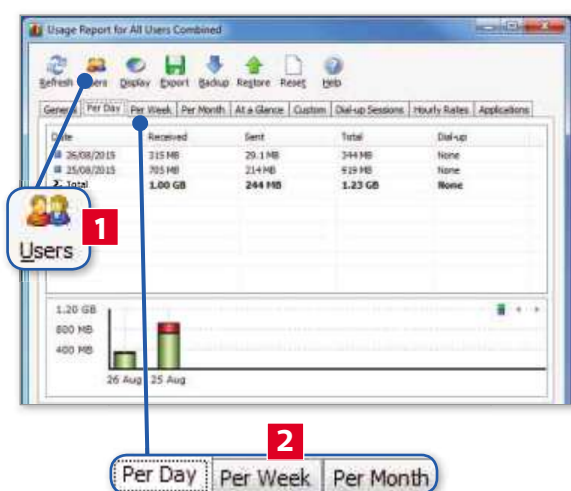 Usage Report for All Users Combined
Refresh Users Display Export Backup Restore Reset Help
General Per Day Per Week Per Month At a Glance Custom Dial-up Sessions Hourly Rates Applications
Date Received Sent Total Dial-up
26/08/2015 315 MB 29.1 MB 344 MB None
25/08/2015 705 MB 214 MB 919 MB None
Σ Total 1.00 GB 244 MB 1.23 GB None
1
Users
1.20 GB
800 MB
400 MB
26 Aug 25 Aug
2
Per Day Per Week Per Month